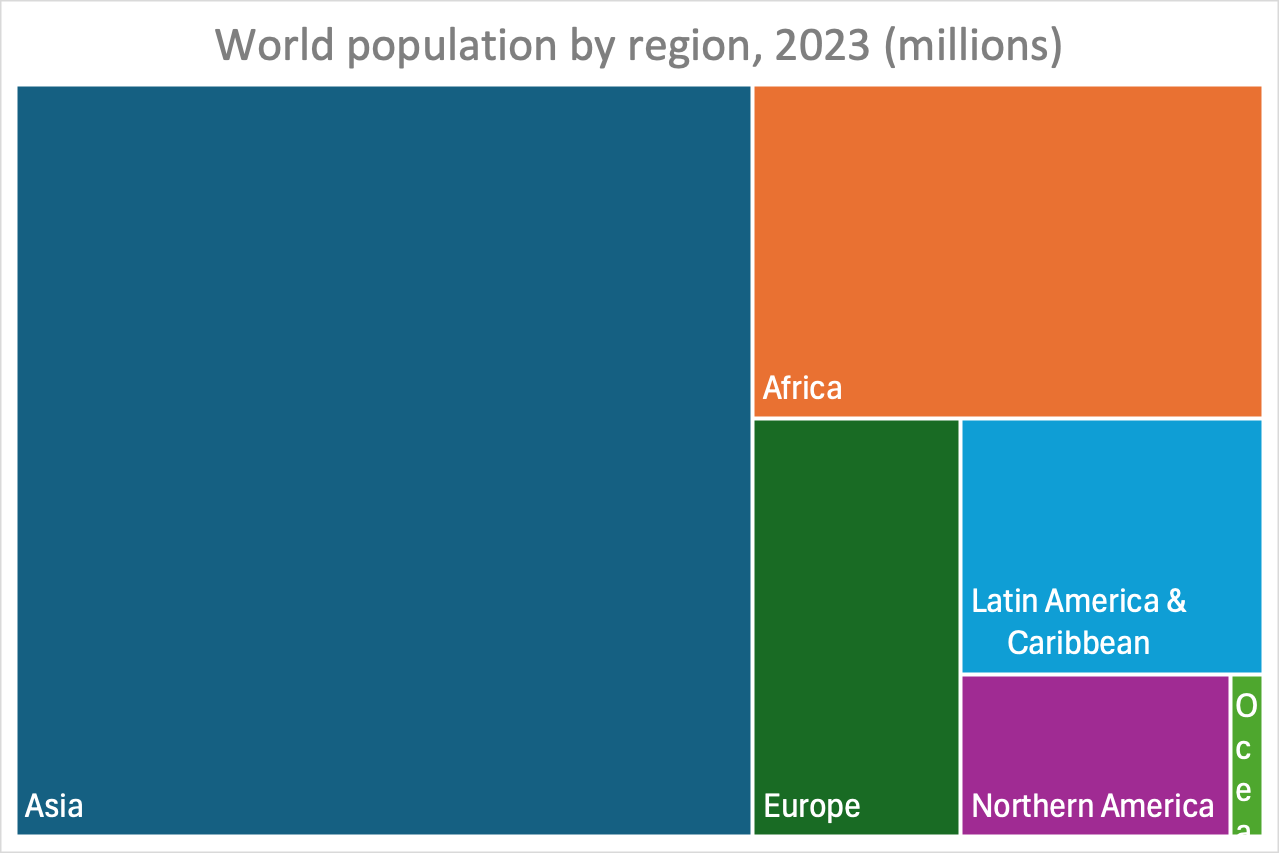 World population by region, 2023 (millions)
Africa
Latin America &
Caribbean
O
c
e
a
Asia
Europe
Northern America